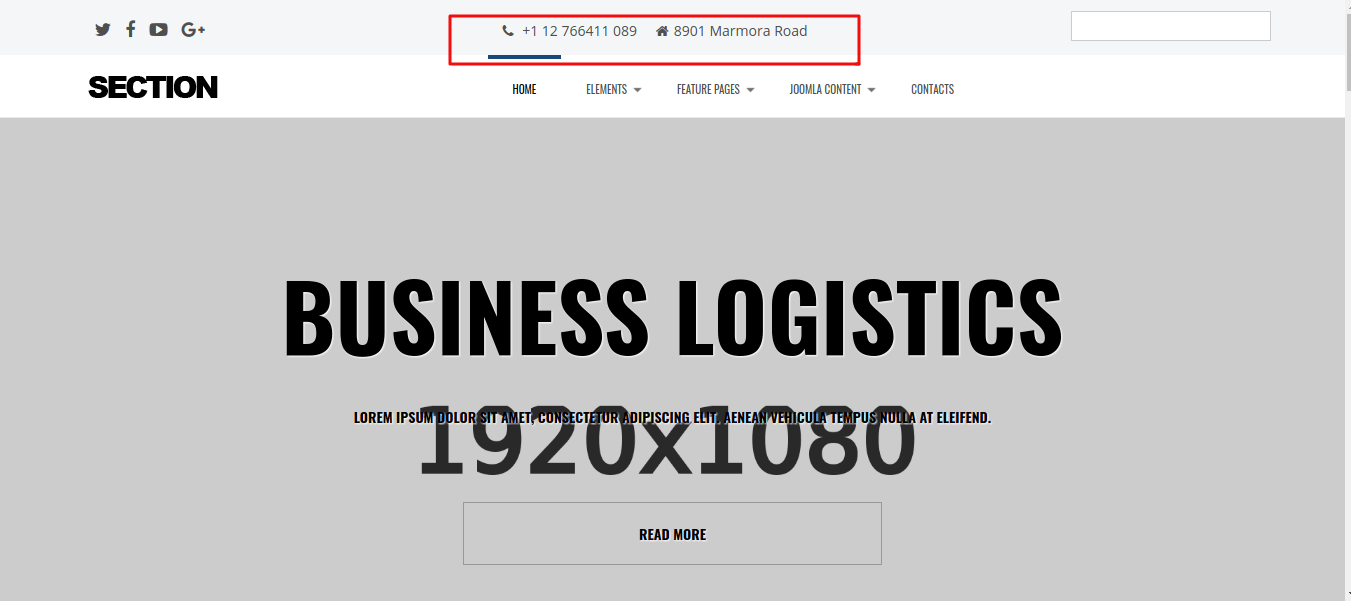 +1 12 766411 089 8901 Marmora Road
SECTION
HOME ELEMENTS FEATURE PAGES JOOMLA CONTENT CONTACTS
BUSINESS LOGISTICS
LOREM IPSUM DOLOR SIT AMET, CONSECTETUR ADIPISCING ELIT. AENEAN VEHICULA TEMPUS NULLA AT ELEIFEND.
1920x1080
READ MORE